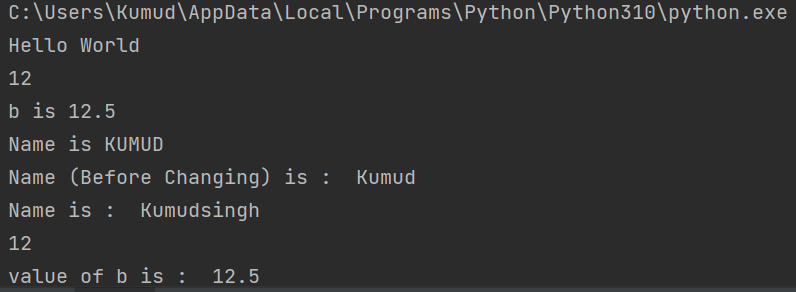 C:\Users\Kumud\AppData\Local\Programs\Python\Python310\python.exe
Hello World
12
b is 12.5
Name is KUMUD
Name (Before Changing) is :  Kumud
Name is :  Kumudsingh
12
value of b is :  12.5